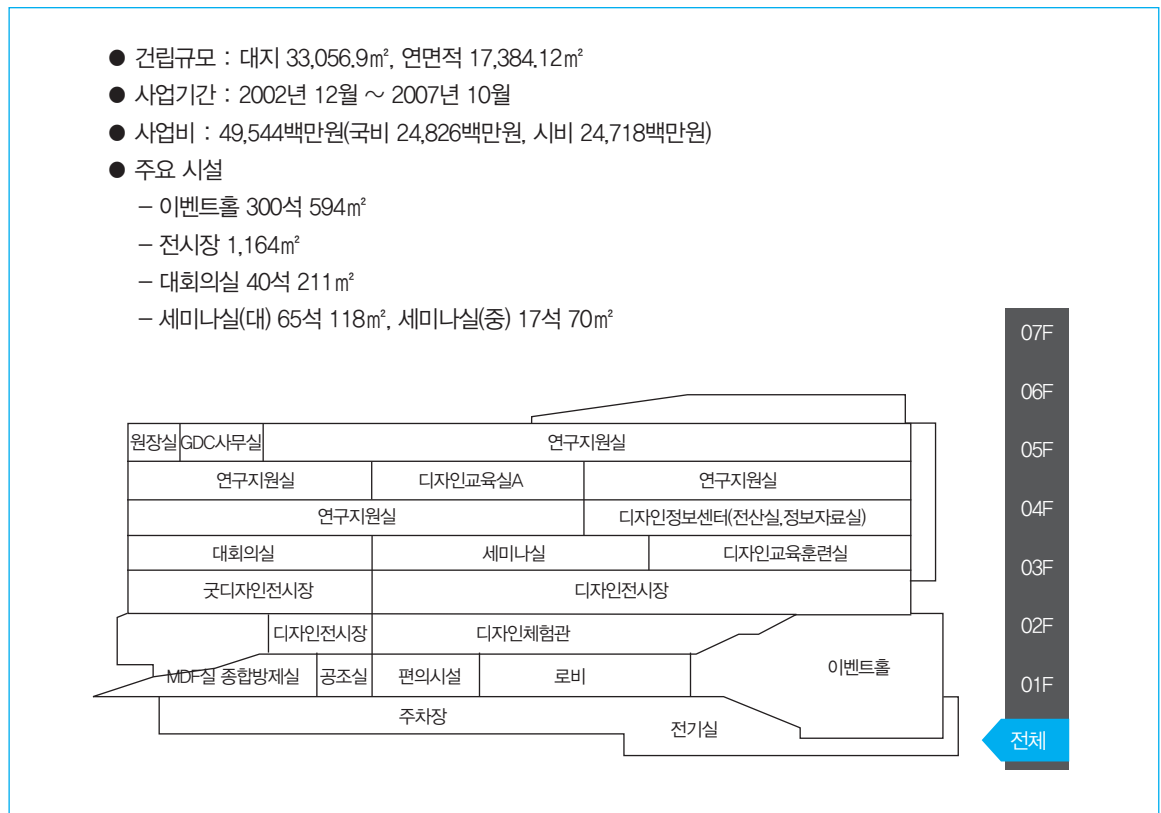 ● 건립규모 : 대지 33,056.9㎡, 연면적 17,384.12㎡
● 사업기간 : 2002년 12월 ~ 2007년 10월
● 사업비 : 49,544백만원(국비 24,826백만원, 시비 24,718백만원)
● 주요 시설
– 이벤트홀 300석 594㎡
– 전시장 1,164㎡
– 대회의실 40석 211㎡
– 세미나실(대) 65석 118㎡, 세미나실(중) 17석 70㎡
원장실 GDC사무실 연구지원실
연구지원실 디자인교육실A 연구지원실
연구지원실 디자인정보센터(전산실,정보자료실)
대회의실 세미나실 디자인교육훈련실
굿디자인전시장 디자인전시장
디자인전시장 디자인체험관
MDF실 종합방제실 공조실 편의시설 로비 이벤트홀
주차장 전기실
07F
06F
05F
04F
03F
02F
01F
전체